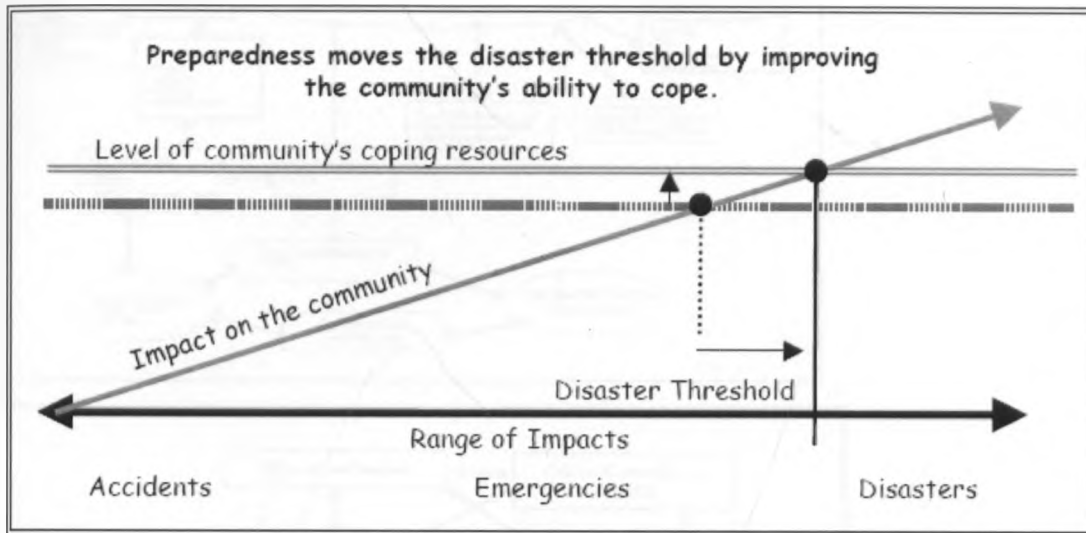 Preparedness moves the disaster threshold by improving
the community's ability to cope.
Level of community's coping resources
Impact on the community
Disaster Threshold
Range of Impacts
Accidents Emergencies Disasters